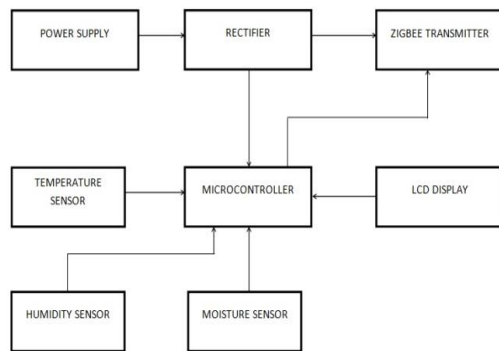 POWER SUPPLY
RECTIFIER
ZIGBEE TRANSMITTER
TEMPERATURE
SENSOR
MICROCONTROLLER
LCD DISPLAY
HUMIDITY SENSOR
MOISTURE SENSOR